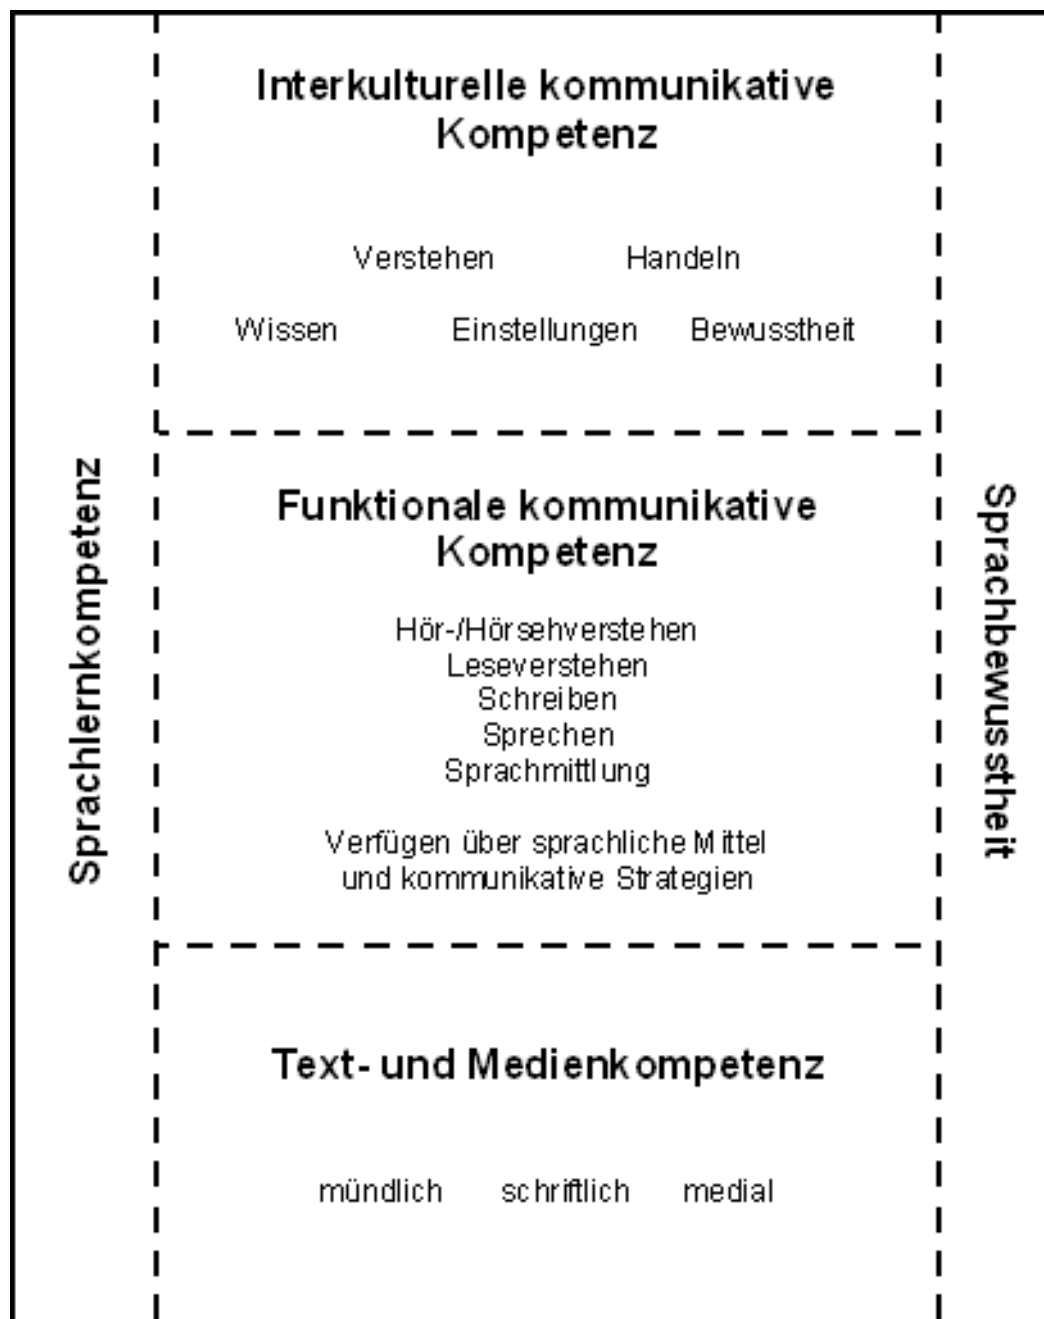 Interkulturelle kommunikative
Kompetenz
Verstehen Handeln
Wissen Einstellungen Bewusstheit
Sprachlernkompetenz
Funktionale kommunikative
Kompetenz
Hör-/Hörsehverstehen
Leseverstehen
Schreiben
Sprechen
Sprachmittlung
Verfügen über sprachliche Mittel
und kommunikative Strategien
Sprachbewusstheit
Text- und Medienkompetenz
mündlich schriftlich medial